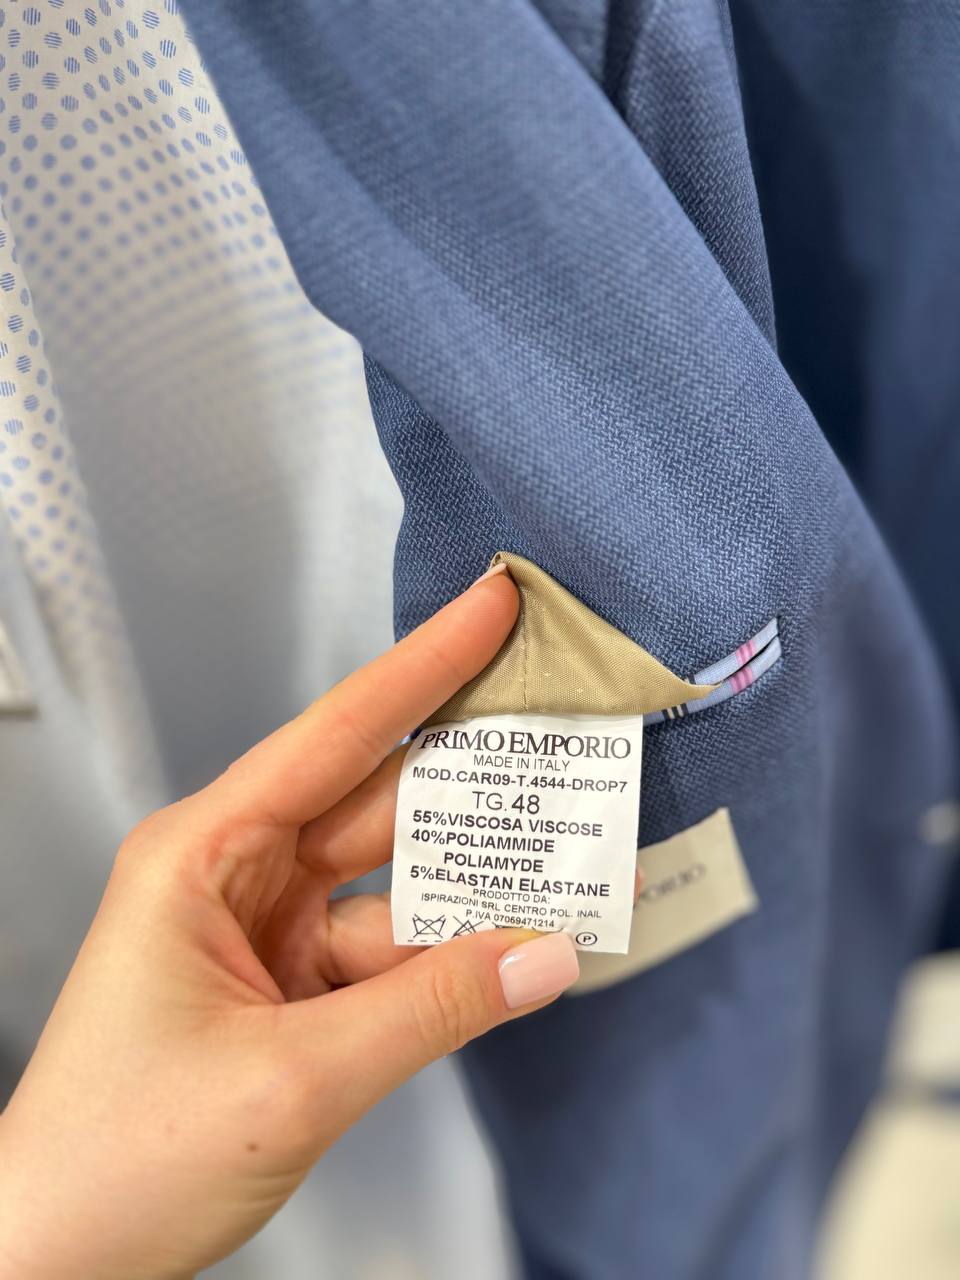 PRIMO EMPORIO
MADE IN ITALY
MOD.CAR09-T.4544-DROP7
TG. 48
55%VISCOSA VISCOSE
40%POLIAMMIDE
POLIAMYDE
5%ELASTAN ELASTANE
PRODOTTO DA:
ISPIRAZIONI SRL CENTRO POL. INAIL
P.IVA 07059471214
P